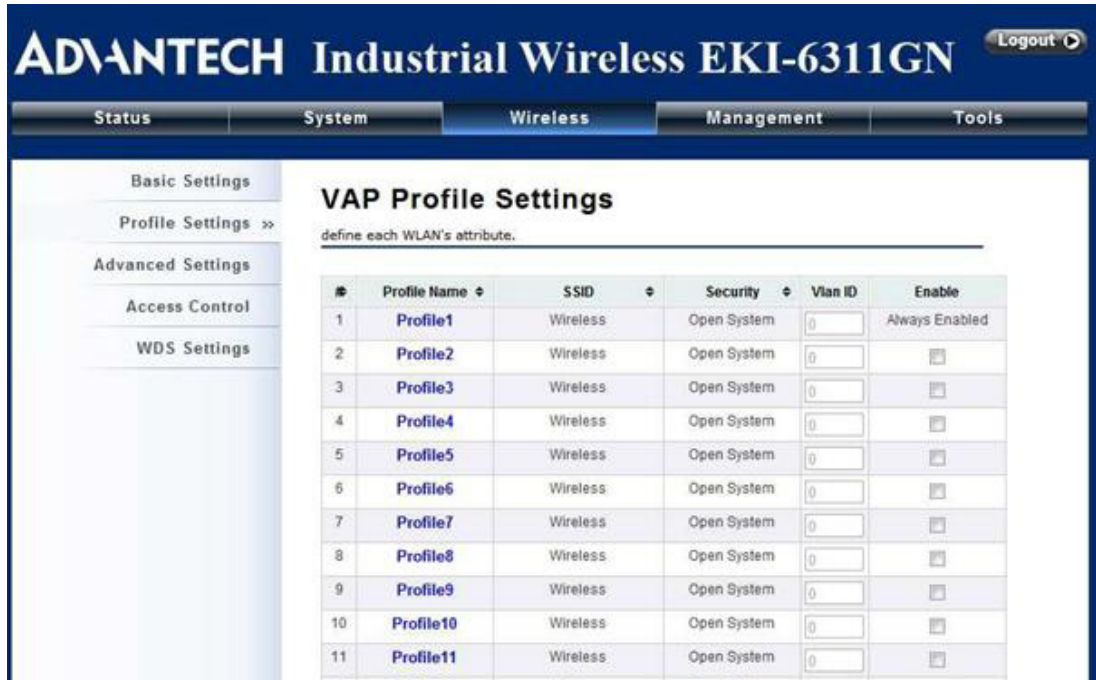 ADVANTECH Industrial Wireless EKI-6311GN Logout
Status System Wireless Management Tools
Basic Settings
Profile Settings »
Advanced Settings
Access Control
WDS Settings
VAP Profile Settings
define each WLAN's attribute.
# Profile Name SSID Security Vlan ID Enable
1 Profile1 Wireless Open System 0 Always Enabled
2 Profile2 Wireless Open System 0
3 Profile3 Wireless Open System 0
4 Profile4 Wireless Open System 0
5 Profile5 Wireless Open System 0
6 Profile6 Wireless Open System 0
7 Profile7 Wireless Open System 0
8 Profile8 Wireless Open System 0
9 Profile9 Wireless Open System 0
10 Profile10 Wireless Open System 0
11 Profile11 Wireless Open System 0